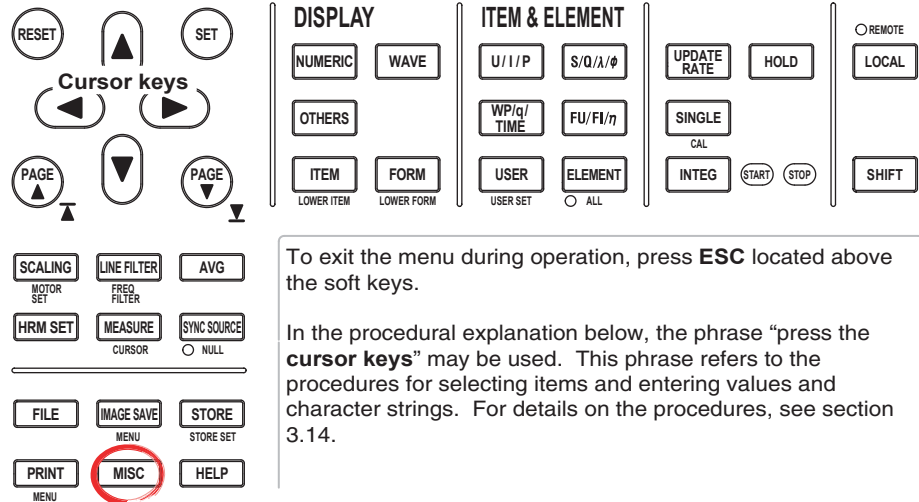 RESET
SET
Cursor keys
PAGE
PAGE
DISPLAY
NUMERIC
WAVE
OTHERS
ITEM
FORM
LOWER ITEM
LOWER FORM
ITEM & ELEMENT
U / I / P
S/Q/λ/ϕ
WP/q/
TIME
FU/FI/η
USER
ELEMENT
USER SET
ALL
UPDATE
RATE
HOLD
SINGLE
CAL
INTEG
START
STOP
REMOTE
LOCAL
SHIFT
SCALING
LINE FILTER
AVG
MOTOR
SET
FREQ
FILTER
HRM SET
MEASURE
SYNC SOURCE
CURSOR
NULL
FILE
IMAGE SAVE
STORE
MENU
STORE SET
PRINT
MISC
HELP
MENU
To exit the menu during operation, press ESC located above
the soft keys.
In the procedural explanation below, the phrase “press the
cursor keys” may be used. This phrase refers to the
procedures for selecting items and entering values and
character strings. For details on the procedures, see section
3.14.